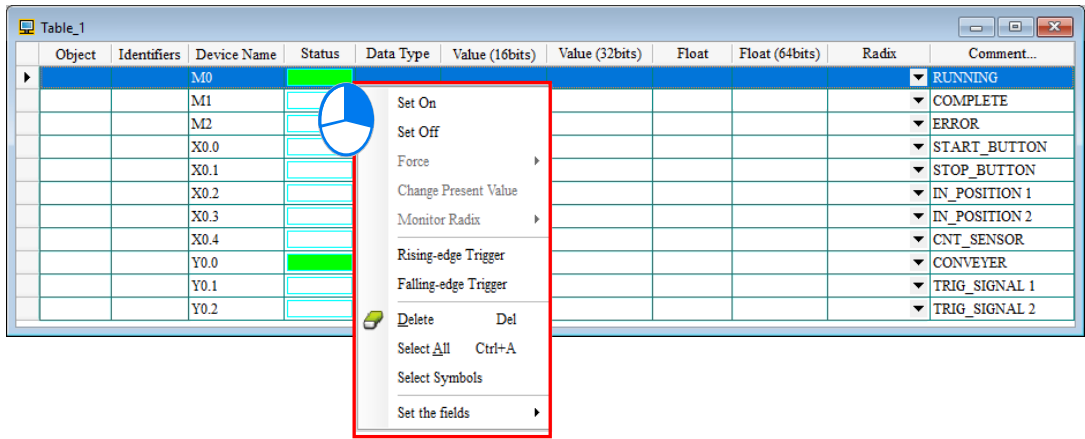 Table_1
Object Identifiers Device Name Status Data Type Value (16bits) Value (32bits) Float Float (64bits) Radix Comment...
M0 RUNNING
M1 COMPLETE
M2 ERROR
X0.0 START_BUTTON
X0.1 STOP_BUTTON
X0.2 IN_POSITION 1
X0.3 IN_POSITION 2
X0.4 CNT_SENSOR
Y0.0 CONVEYER
Y0.1 TRIG_SIGNAL 1
Y0.2 TRIG_SIGNAL 2
Set On
Set Off
Force
Change Present Value
Monitor Radix
Rising-edge Trigger
Falling-edge Trigger
Delete Del
Select All Ctrl+A
Select Symbols
Set the fields